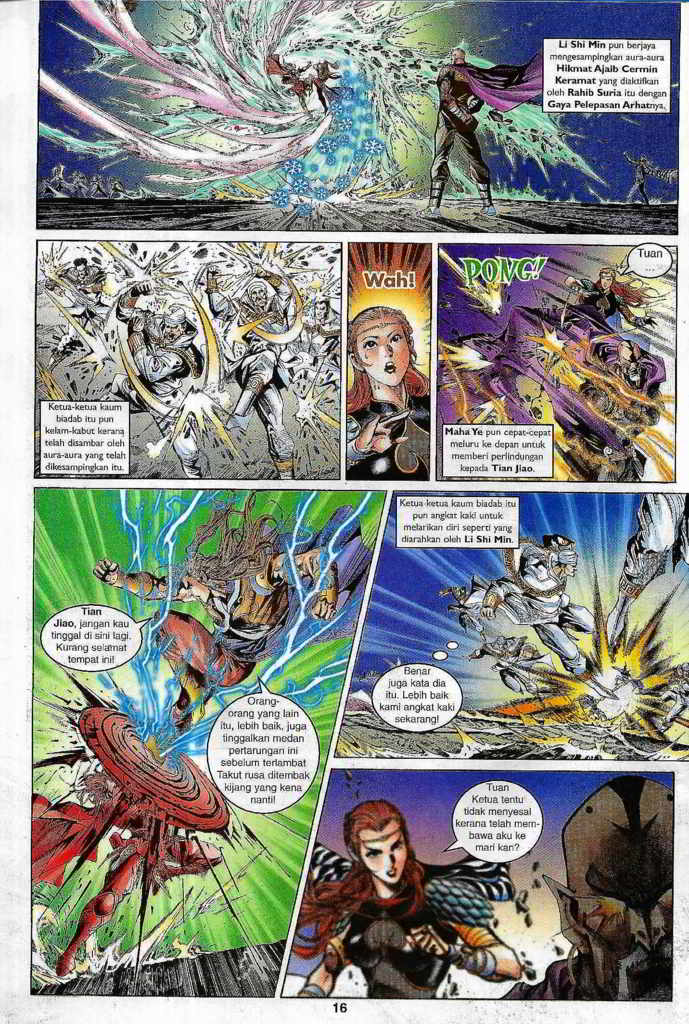 Li Shi Min pun berjaya
mengesampingkan aura-aura
Hikmat Ajaib Cermin
Keramat yang diaktifkan
oleh Rahib Suria itu dengan
Gaya Pelepasan Arhatnya,
Ketua-ketua kaum
biadab itu pun
kelam-kabut kerana
telah disambar oleh
aura-aura yang telah
dikesampingkan itu.
Wah!
PONG!
Tuan
...
Maha Ye pun cepat-cepat
meluru ke depan untuk
memberi perlindungan
kepada Tian Jiao.
Tian
Jiao, jangan kau
tinggal di sini lagi.
Kurang selamat
tempat ini!
Orang-
orang yang lain
itu, lebih baik, juga
tinggalkan medan
pertarungan ini
sebelum terlambat
Takut rusa ditembak
kijang yang kena
nanti!
Ketua-ketua kaum biadab itu
pun angkat kaki untuk
melarikan diri seperti yang
diarahkan oleh Li Shi Min.
Benar
juga kata dia
itu. Lebih baik
kami angkat kaki
sekarang!
Tuan
Ketua tentu
tidak menyesal
kerana telah mem-
bawa aku ke
mari kan?
16